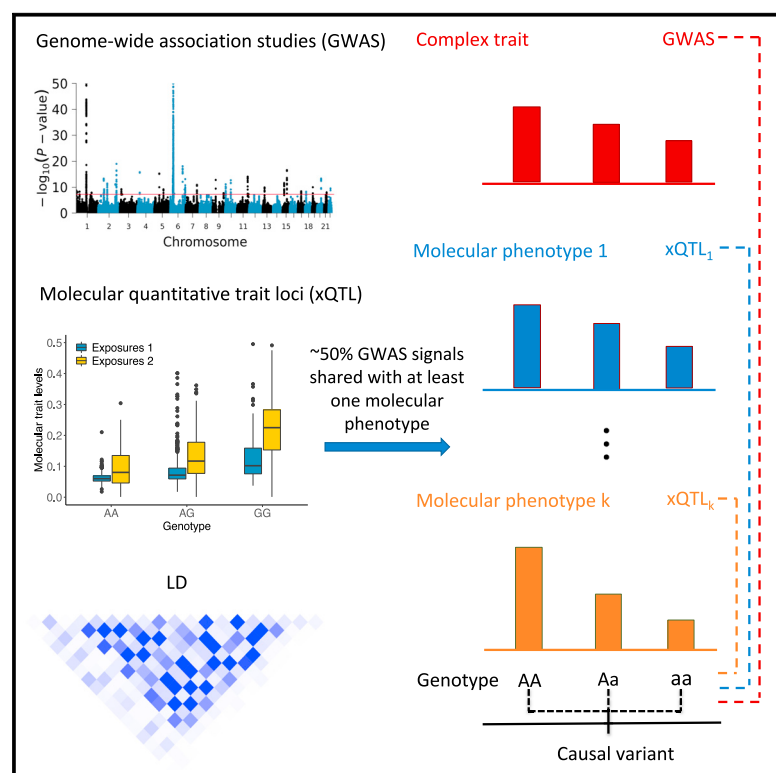 Genome-wide association studies (GWAS)
50
40
30
20
10
0
−log10(P − value)
1 2 3 4 5 6 7 8 9 11 13 15 18 21
Chromosome
Molecular quantitative trait loci (xQTL)
Exposures 1
Exposures 2
0.5
0.4
0.3
0.2
0.1
0.0
Molecular trait levels
AA AG GG
Genotype
LD
~50% GWAS signals
shared with at least
one molecular
phenotype
Complex trait GWAS
Molecular phenotype 1 xQTL1
Molecular phenotype k xQTLk
Genotype AA Aa aa
Causal variant